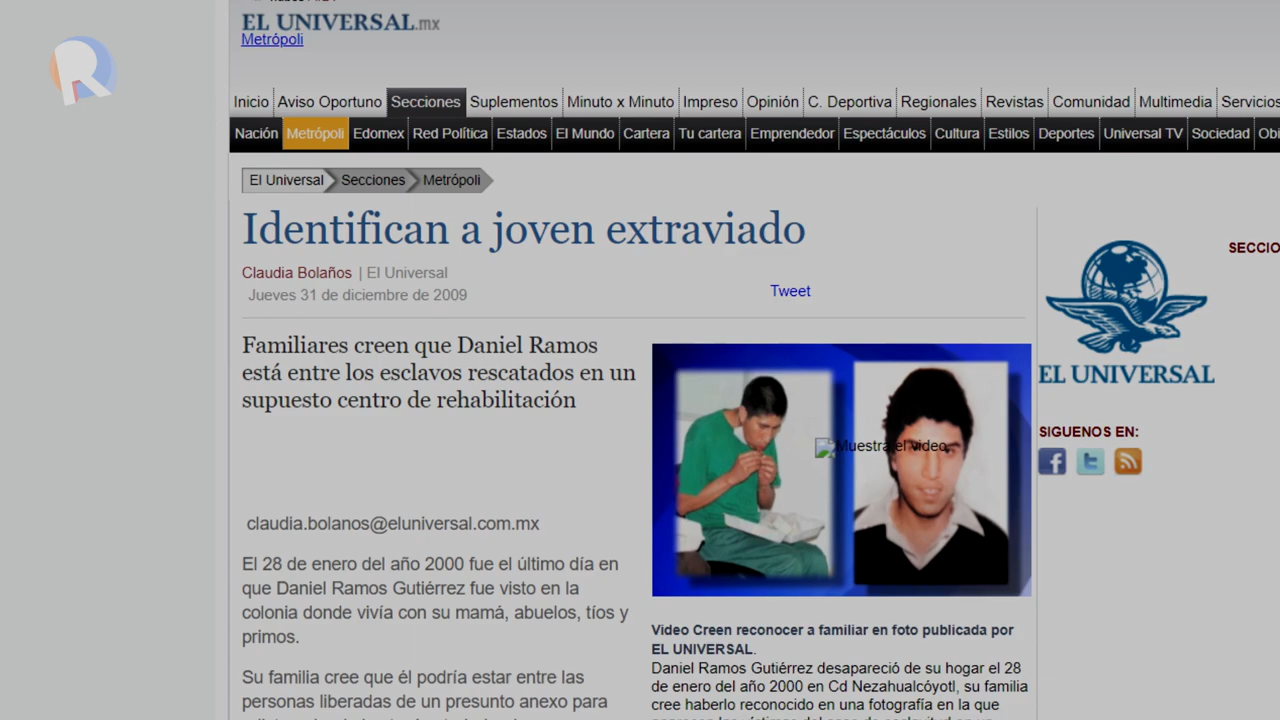 EL UNIVERSAL.mx
Metrópoli
Inicio Aviso Oportuno Secciones Suplementos Minuto x Minuto Impreso Opinión C. Deportiva Regionales Revistas Comunidad Multimedia Servicios
Nación Metrópoli Edomex Red Política Estados El Mundo Cartera Tu cartera Emprendedor Espectáculos Cultura Estilos Deportes Universal TV Sociedad
El Universal Secciones Metrópoli
Identifican a joven extraviado
Claudia Bolaños | El Universal
Jueves 31 de diciembre de 2009
Tweet
Familiares creen que Daniel Ramos
está entre los esclavos rescatados en un
supuesto centro de rehabilitación
claudia.bolanos@eluniversal.com.mx
El 28 de enero del año 2000 fue el último día en
que Daniel Ramos Gutiérrez fue visto en la
colonia donde vivía con su mamá, abuelos, tíos y
primos.
Su familia cree que él podría estar entre las
personas liberadas de un presunto anexo para
Muestra el video
Video Creen reconocer a familiar en foto publicada por
EL UNIVERSAL.
Daniel Ramos Gutiérrez desapareció de su hogar el 28
de enero del año 2000 en Cd Nezahualcóyotl, su familia
cree haberlo reconocido en una fotografía en la que
EL UNIVERSAL
SIGUENOS EN:
SECCIO
R